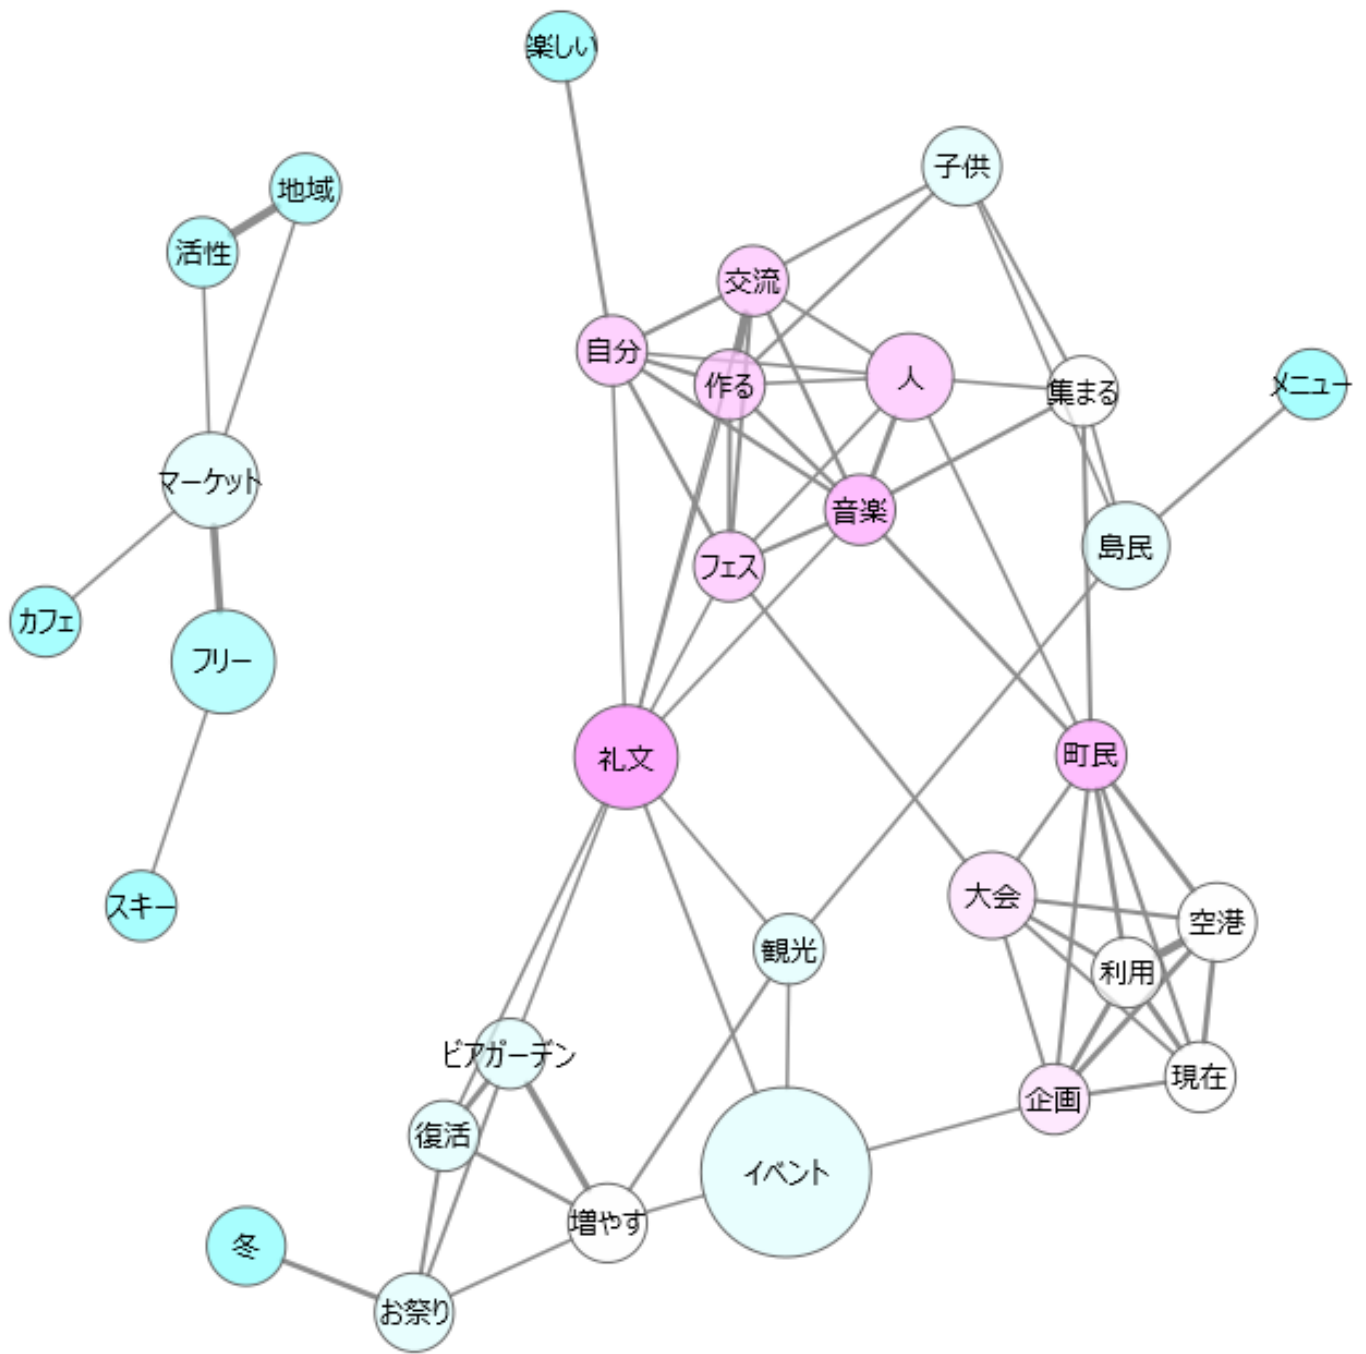 楽しい
子供
地域
活性
交流
自分
作る
人
集まる
メニュー
マーケット
音楽
島民
フェス
カフェ
フリー
礼文
町民
大会
スキー
空港
観光
利用
ビアガーデン
現在
企画
復活
イベント
増やす
冬
お祭り